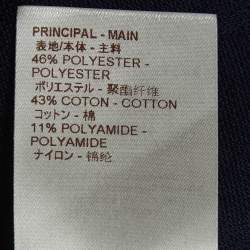 PRINCIPAL - MAIN
表地/本体 - 主料
46% POLYESTER -
POLYESTER
ポリエステル - 聚酯纤维
43% COTON - COTTON
コットン - 棉
11% POLYAMIDE -
POLYAMIDE
ナイロン - 锦纶